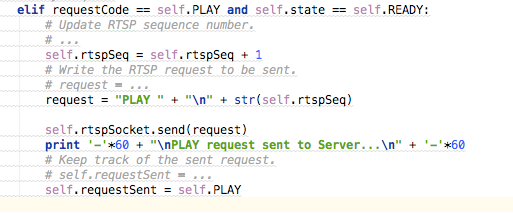 elif requestCode == self.PLAY and self.state == self.READY:
# Update RTSP sequence number.
# ...
self.rtspSeq = self.rtspSeq + 1
# Write the RTSP request to be sent.
# request = ...
request = "PLAY " + "\n" + str(self.rtspSeq)
self.rtspSocket.send(request)
print '-'*60 + "\nPLAY request sent to Server...\n" + '-'*60
# Keep track of the sent request.
# self.requestSent = ...
self.requestSent = self.PLAY